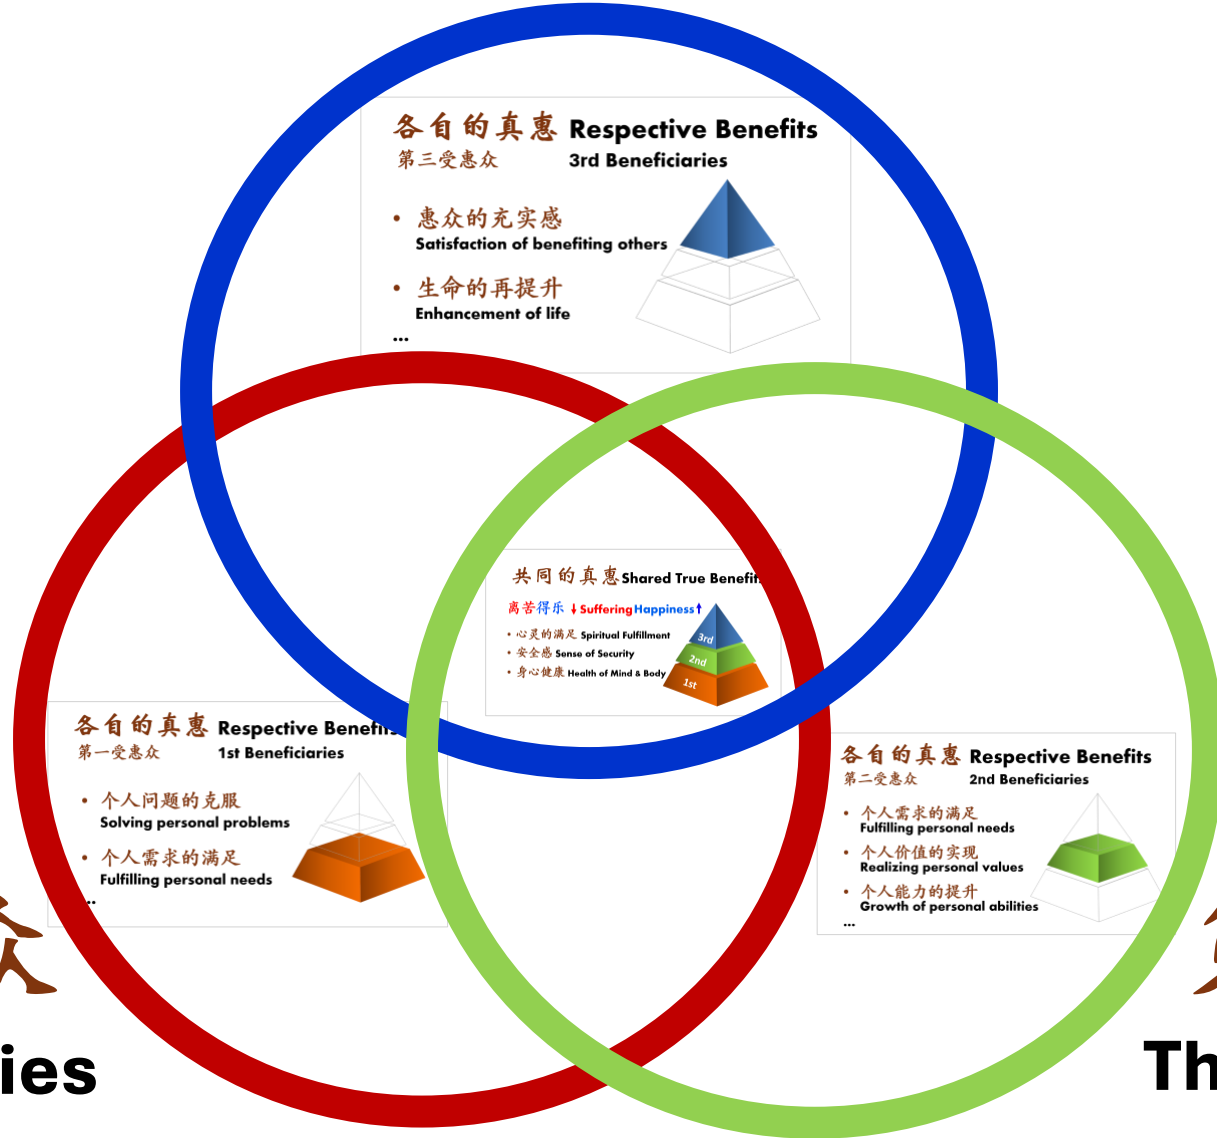 各自的真惠 Respective Benefits
第三受惠众 3rd Beneficiaries
• 惠众的充实感
Satisfaction of benefiting others
• 生命的再提升
Enhancement of life
...
共同的真惠 Shared True Benefits
离苦得乐 ↓Suffering Happiness↑
• 心灵的满足 Spiritual Fulfillment
• 安全感 Sense of Security
• 身心健康 Health of Mind & Body
3rd
2nd
1st
各自的真惠 Respective Benefits
第一受惠众 1st Beneficiaries
• 个人问题的克服
Solving personal problems
• 个人需求的满足
Fulfilling personal needs
..
各自的真惠 Respective Benefits
第二受惠众 2nd Beneficiaries
• 个人需求的满足
Fulfilling personal needs
• 个人价值的实现
Realizing personal values
• 个人能力的提升
Growth of personal abilities
...
众
ies
Th